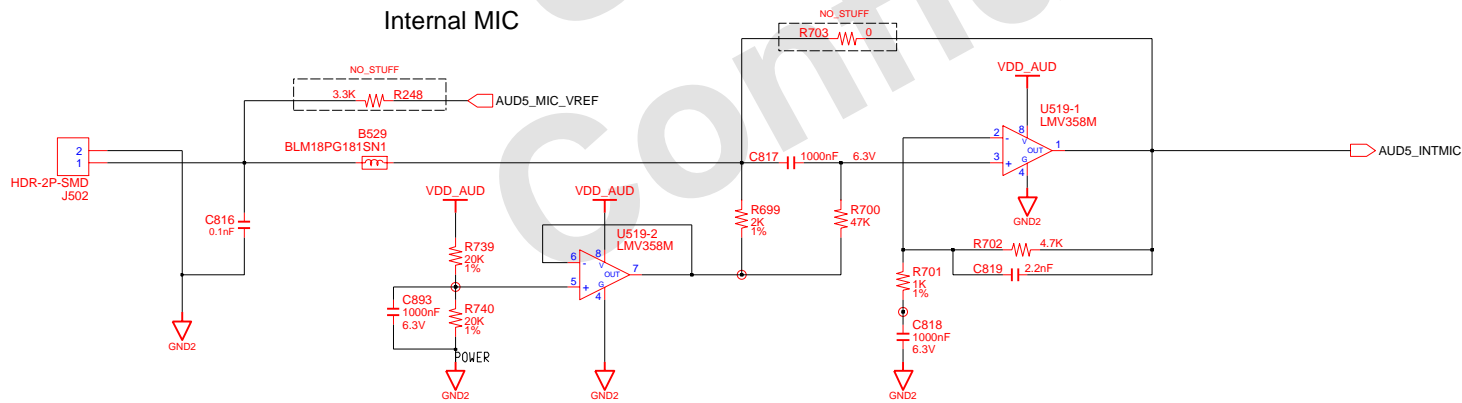 Internal MIC
Confi
NO_STUFF
R703 0
NO_STUFF
3.3K R248
AUD5_MIC_VREF
B529
BLM18PG181SN1
2
1
HDR-2P-SMD
J502
C816
0.1nF
GND2
VDD_AUD
R739
20K
1%
C893
1000nF
6.3V
R740
20K
1%
POWER
GND2
VDD_AUD
U519-2
LMV358M
6
5
8
V
-
+
OUT
G
4
7
GND2
C817 1000nF 6.3V
R699
2K
1%
R700
47K
VDD_AUD
U519-1
LMV358M
2
3
8
V
-
+
OUT
G
4
1
GND2
AUD5_INTMIC
R702 4.7K
C819 2.2nF
R701
1K
1%
C818
1000nF
6.3V
GND2